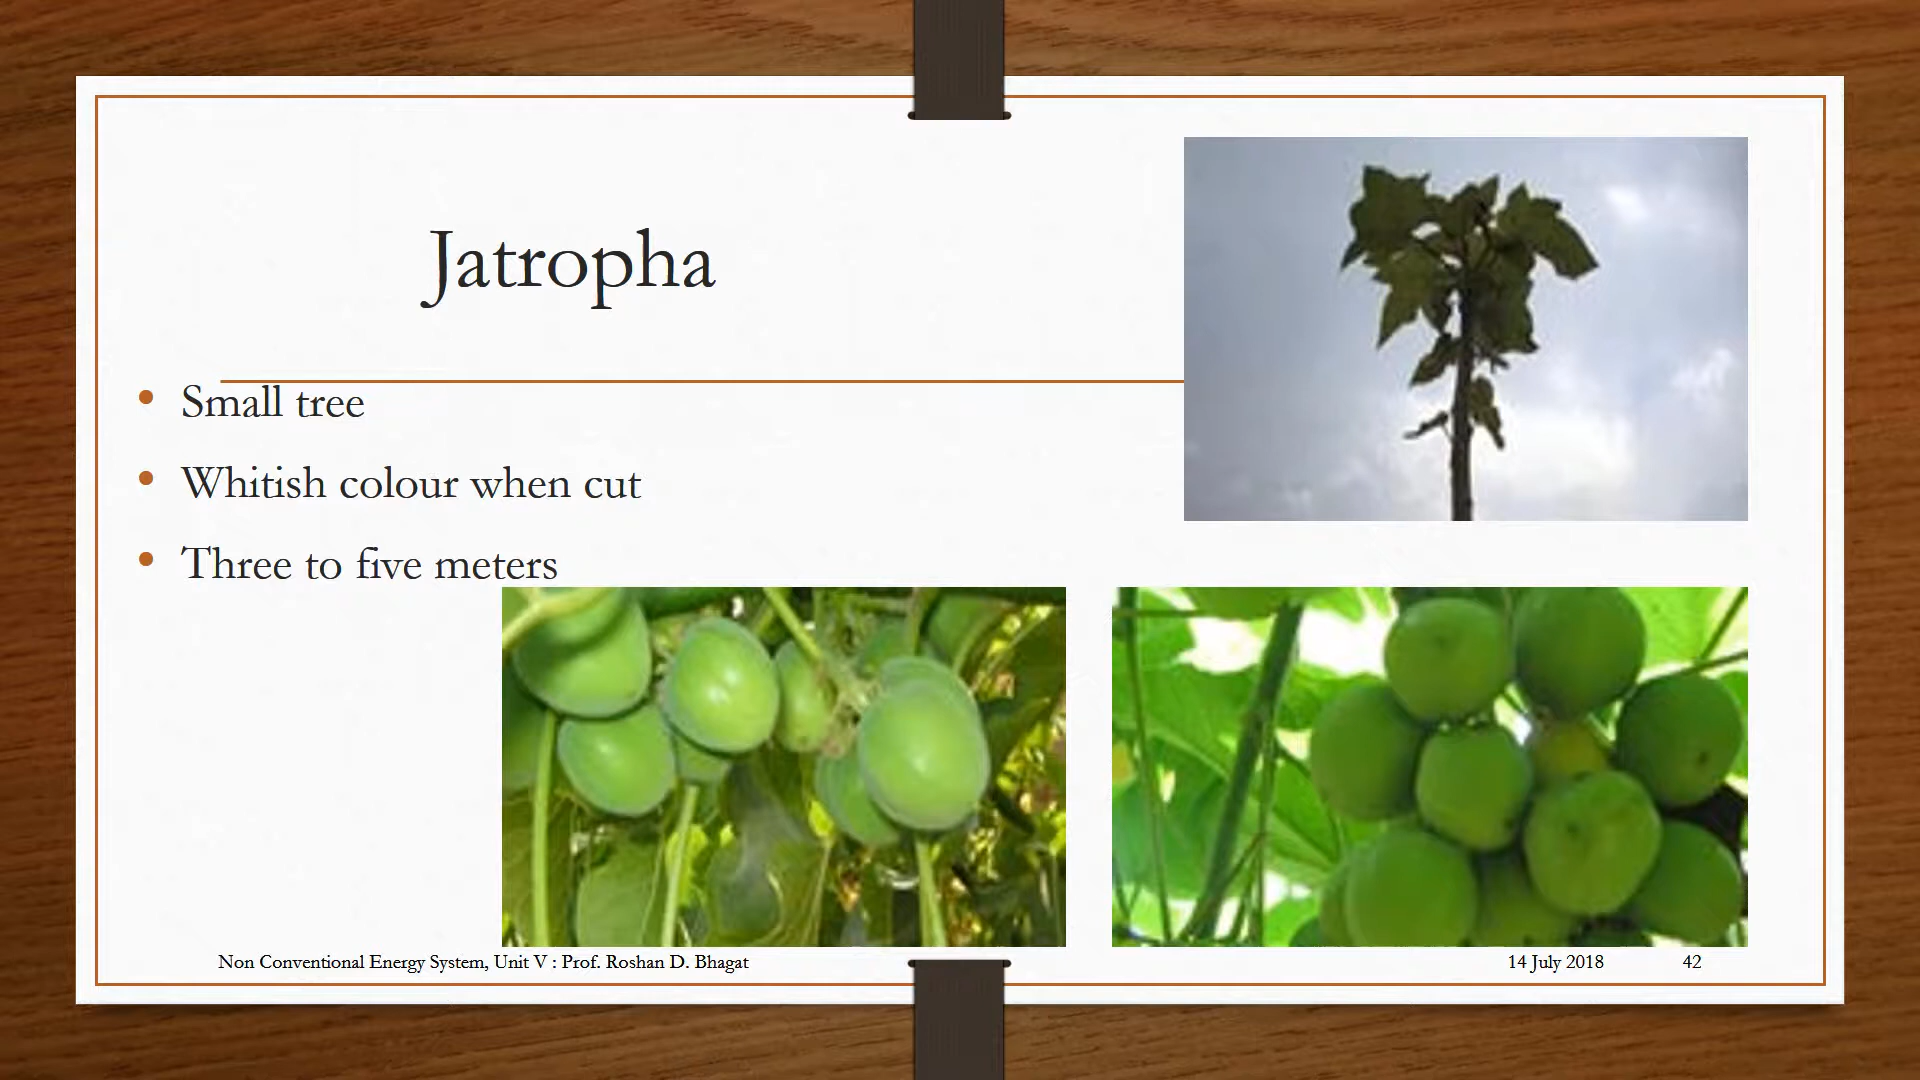 Jatropha
Small tree
Whitish colour when cut
Three to five meters
Non Conventional Energy System, Unit V : Prof. Roshan D. Bhagat
14 July 2018
42